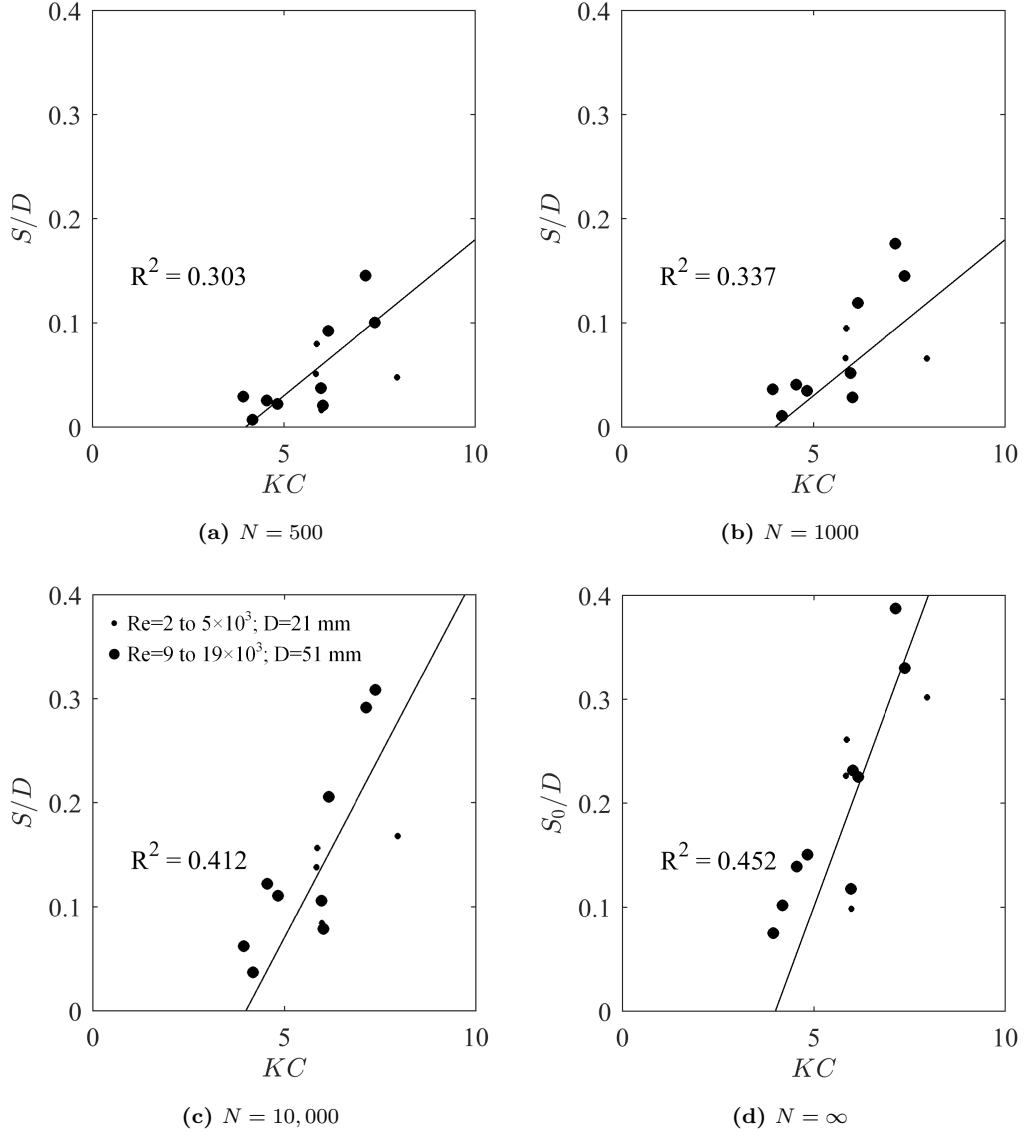 0.4
0.3
0.2
0.1
0
S/D
R² = 0.303
0
5
10
KC
(a) N = 500
0.4
0.3
0.2
0.1
0
S/D
R² = 0.337
0
5
10
KC
(b) N = 1000
0.4
0.3
0.2
0.1
0
S/D
Re=2 to 5×10³; D=21 mm
Re=9 to 19×10³; D=51 mm
R² = 0.412
0
5
10
KC
(c) N = 10,000
0.4
0.3
0.2
0.1
0
S₀/D
R² = 0.452
0
5
10
KC
(d) N = ∞